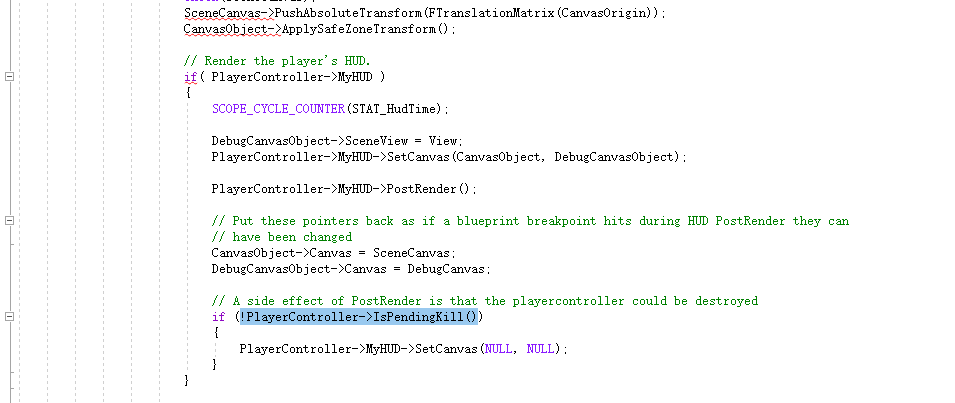 SceneCanvas->PushAbsoluteTransform(FTranslationMatrix(CanvasOrigin));
CanvasObject->ApplySafeZoneTransform();
// Render the player's HUD.
if( PlayerController->MyHUD )
{
SCOPE_CYCLE_COUNTER(STAT_HudTime);
DebugCanvasObject->SceneView = View;
PlayerController->MyHUD->SetCanvas(CanvasObject, DebugCanvasObject);
PlayerController->MyHUD->PostRender();
// Put these pointers back as if a blueprint breakpoint hits during HUD PostRender they can
// have been changed
CanvasObject->Canvas = SceneCanvas;
DebugCanvasObject->Canvas = DebugCanvas;
// A side effect of PostRender is that the playercontroller could be destroyed
if (!PlayerController->IsPendingKill())
{
PlayerController->MyHUD->SetCanvas(NULL, NULL);
}
}